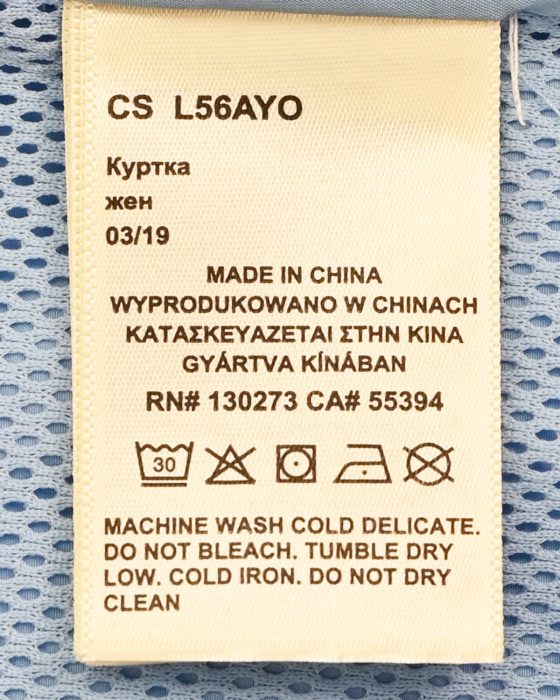 CS L56AYO
Куртка
жен
03/19
MADE IN CHINA
WYPRODUKOWANO W CHINACH
ΚΑΤΑΣΚΕΥΑΖΕΤΑΙ ΣΤΗΝ ΚΙΝΑ
GYÁRTVA KÍNÁBAN
RN# 130273 CA# 55394
30
MACHINE WASH COLD DELICATE.
DO NOT BLEACH. TUMBLE DRY
LOW. COLD IRON. DO NOT DRY
CLEAN